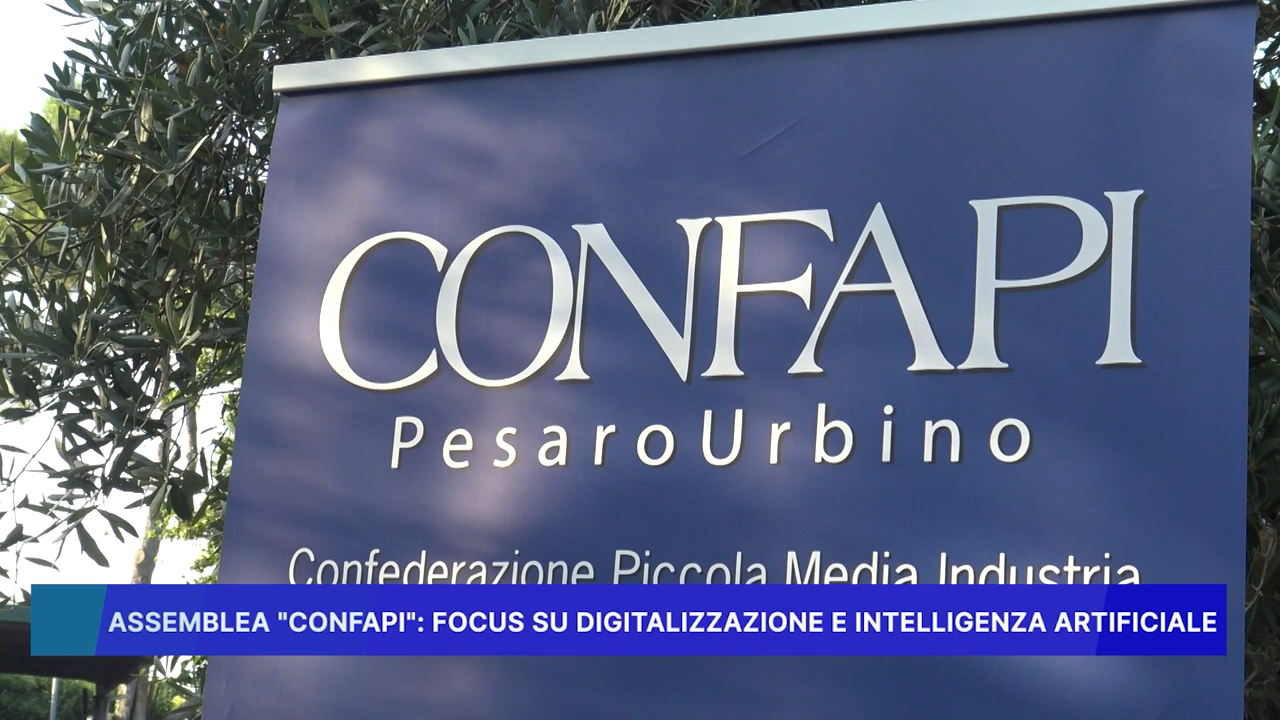 CONFAPI
PesaroUrbino
Confederazione Piccola Media Industria
ASSEMBLEA "CONFAPI": FOCUS SU DIGITALIZZAZIONE E INTELLIGENZA ARTIFICIALE